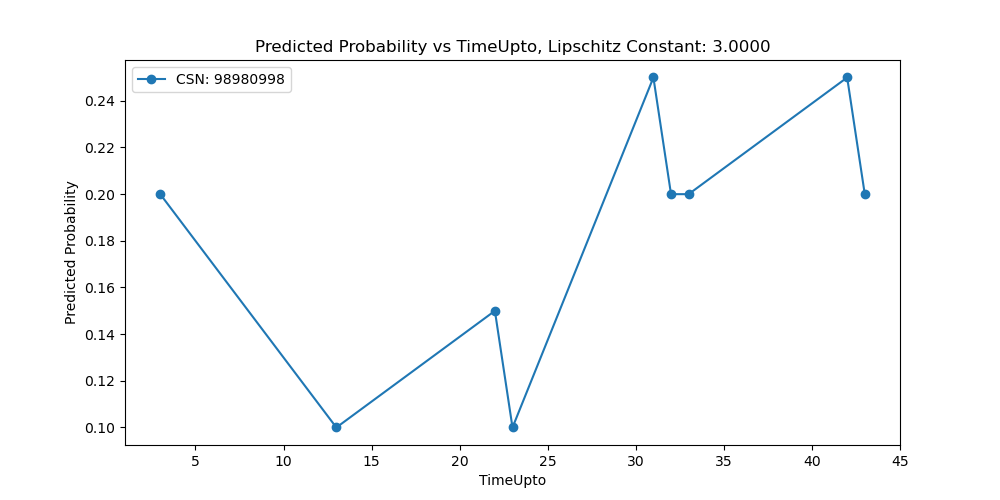 Predicted Probability vs TimeUpto, Lipschitz Constant: 3.0000
CSN: 98980998
Predicted Probability
0.24
0.22
0.20
0.18
0.16
0.14
0.12
0.10
5 10 15 20 25 30 35 40 45
TimeUpto